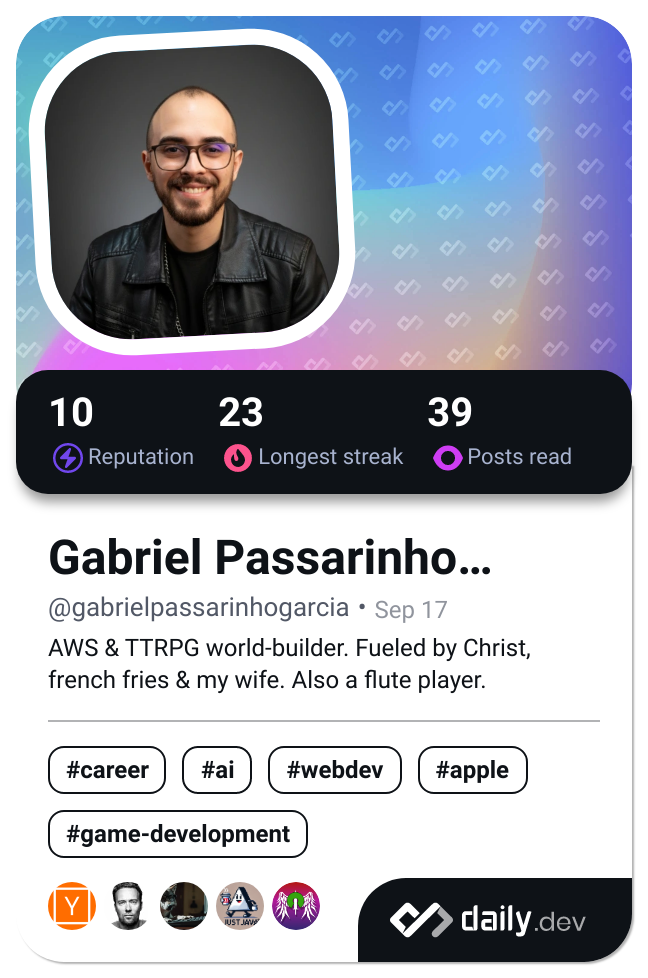 10
23
39
Reputation
Longest streak
Posts read
Gabriel Passarinho...
@gabrielpassarinhogarcia • Sep 17
AWS & TTRPG world-builder. Fueled by Christ,
french fries & my wife. Also a flute player.
#career
#ai
#webdev
#apple
#game-development
Y
JUST JAVA
daily.dev